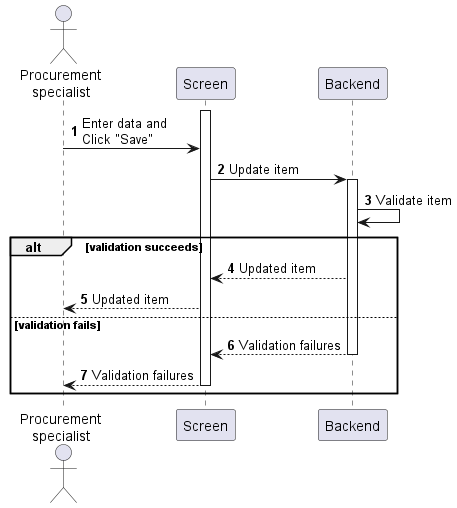 Procurement
specialist
Screen
Backend
1 Enter data and
Click "Save"
2 Update item
3 Validate item
alt [validation succeeds]
4 Updated item
5 Updated item
[validation fails]
6 Validation failures
7 Validation failures
Procurement
specialist
Screen
Backend